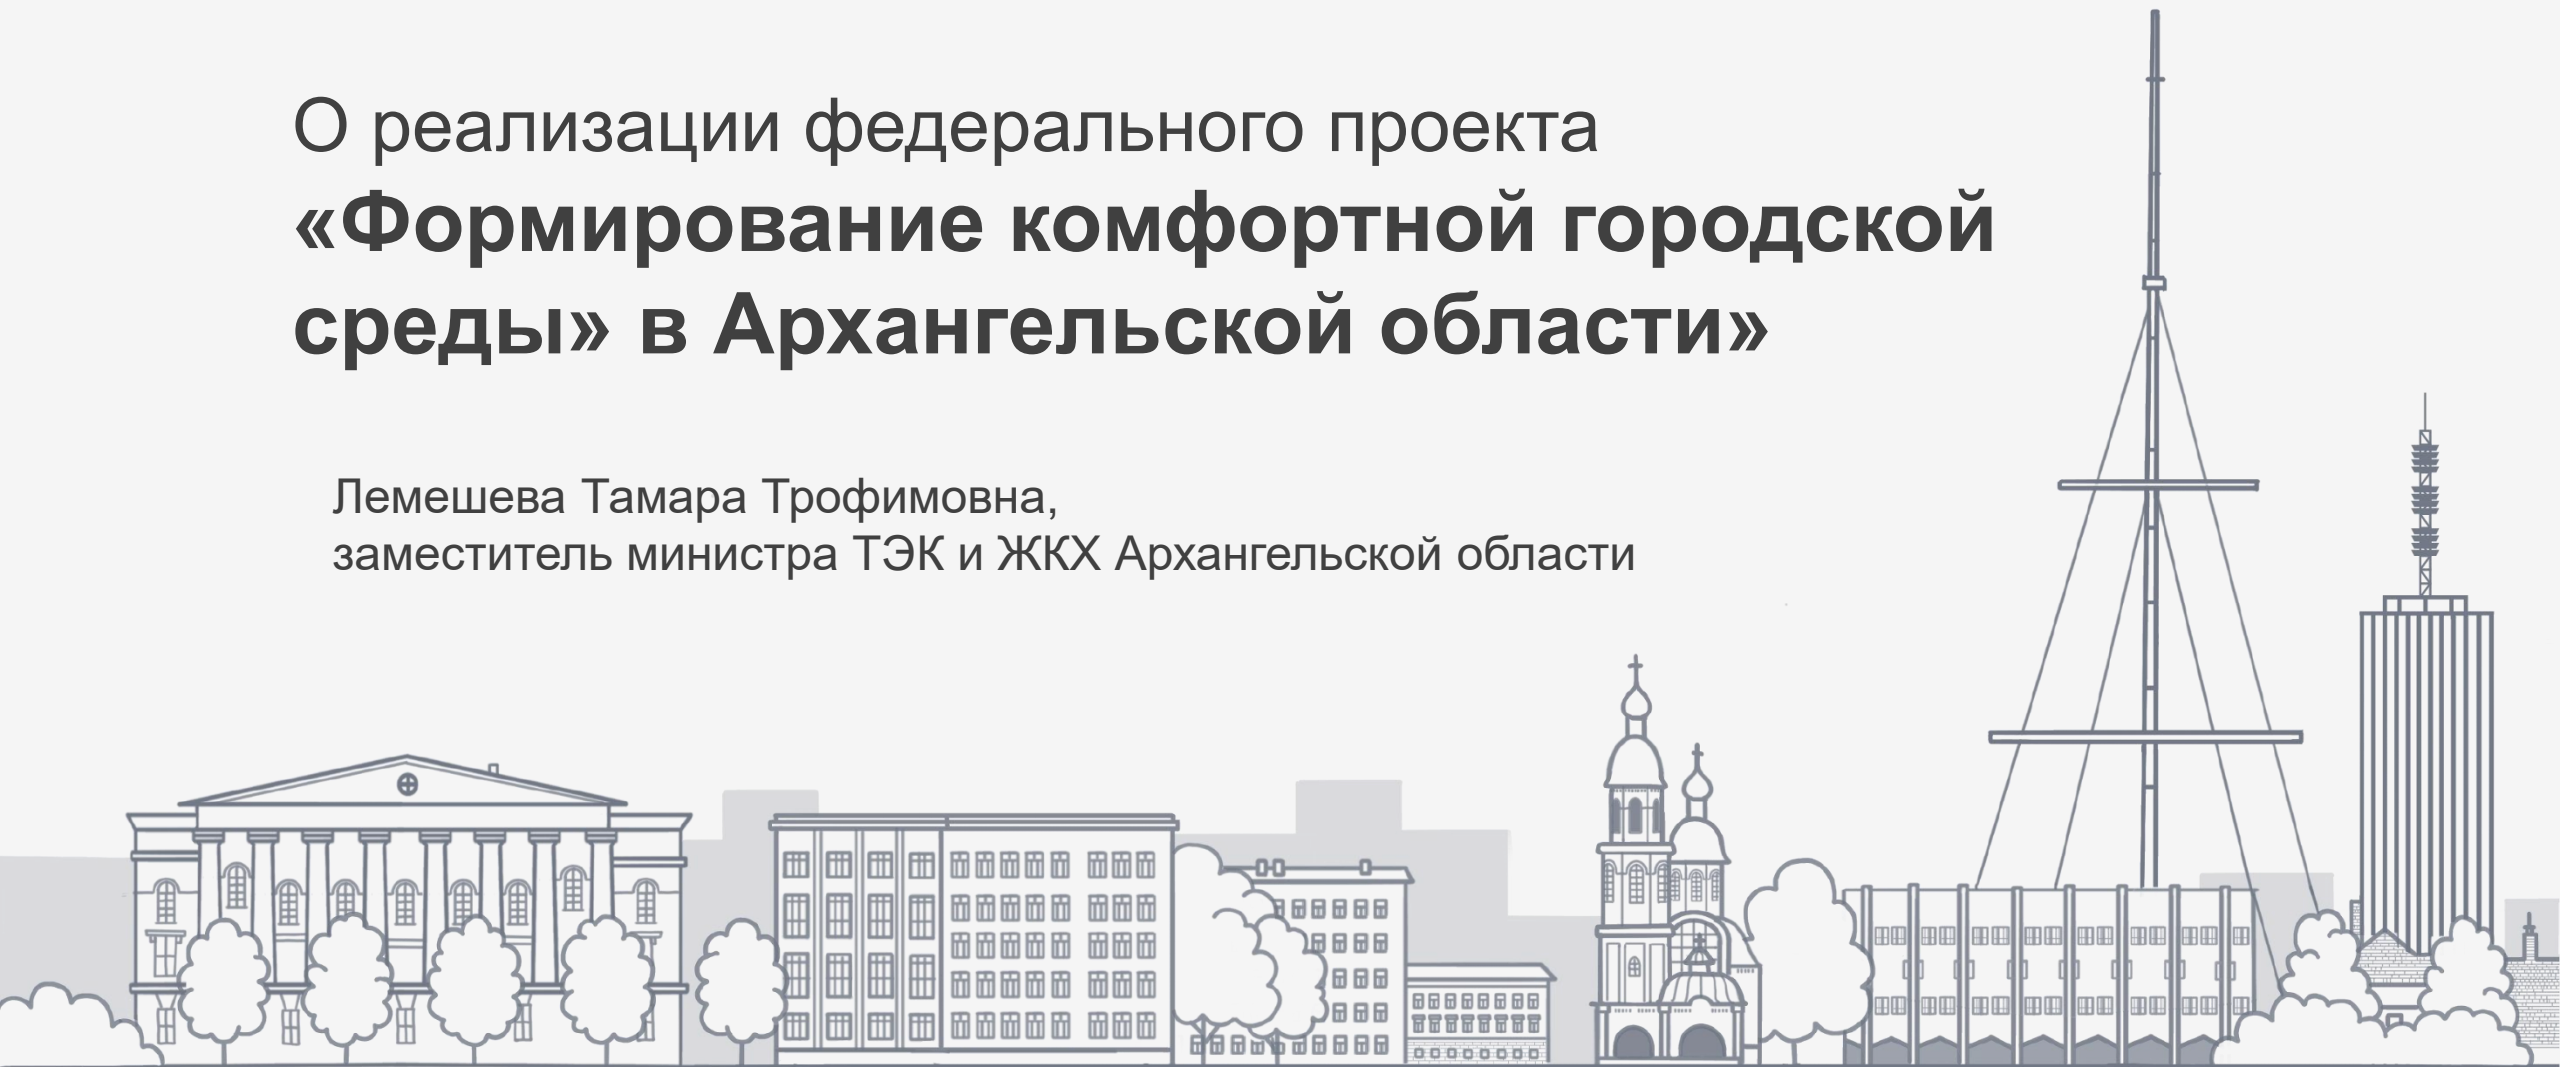 О реализации федерального проекта
«Формирование комфортной городской
среды» в Архангельской области»
Лемешева Тамара Трофимовна,
заместитель министра ТЭК и ЖКХ Архангельской области